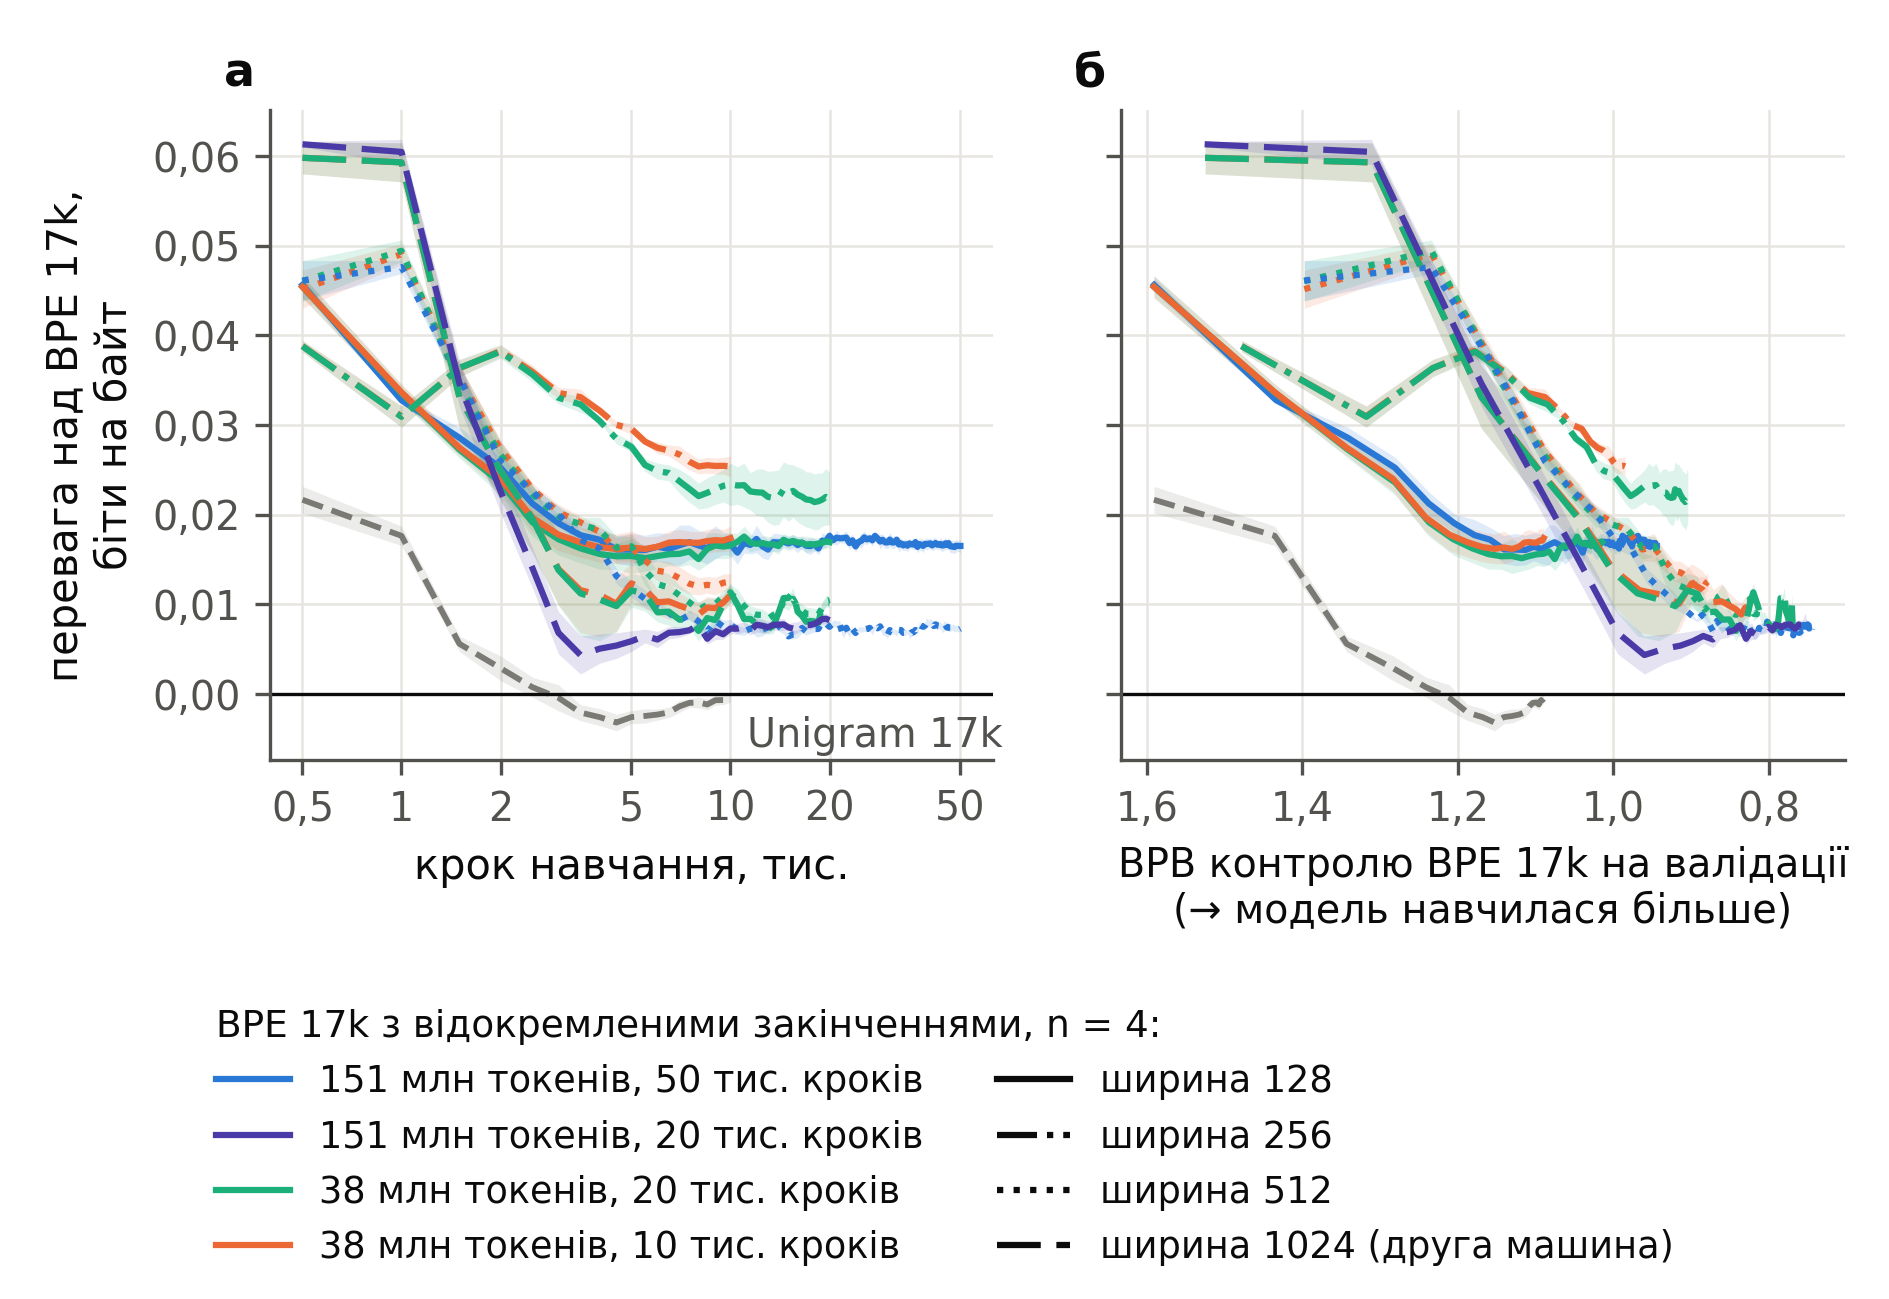 а
б
перевага над BPE 17k,
біти на байт
0,06
0,05
0,04
0,03
0,02
0,01
0,00
Unigram 17k
0,5 1 2 5 10 20 50
1,6 1,4 1,2 1,0 0,8
крок навчання, тис.
BPB контролю BPE 17k на валідації
(→ модель навчилася більше)
BPE 17k з відокремленими закінченнями, n = 4:
151 млн токенів, 50 тис. кроків
151 млн токенів, 20 тис. кроків
38 млн токенів, 20 тис. кроків
38 млн токенів, 10 тис. кроків
ширина 128
ширина 256
ширина 512
ширина 1024 (друга машина)